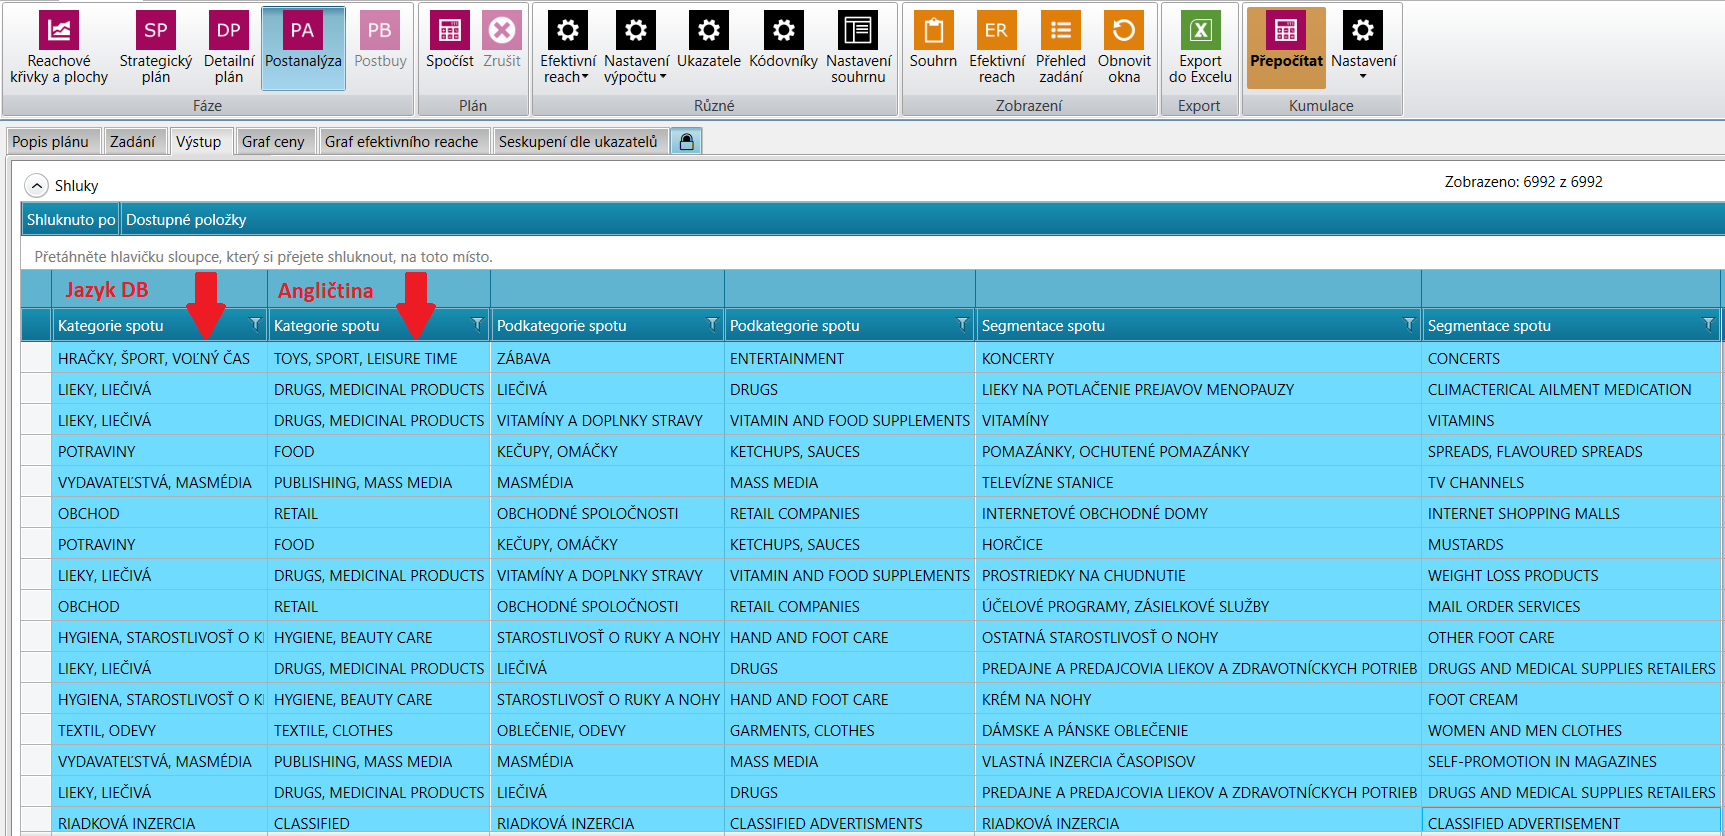 SP DP PA PB ER
Reachové křivky a plochy
Strategický plán
Detailní plán
Postanalýza
Postbuy
Spočíst
Zrušit
Efektivní reach
Nastavení výpočtu
Ukazatele
Kódovníky
Nastavení souhrnu
Souhrn
Efektivní reach
Přehled zadání
Obnovit okna
Export do Excelu
Přepočítat
Nastavení
Fáze Plán Různé Zobrazení Export Kumulace
Popis plánu Zadání Výstup Graf ceny Graf efektivního reache Seskupení dle ukazatelů
Shluky Zobrazeno: 6992 z 6992
Shluknuto po Dostupné položky
Přetáhněte hlavičku sloupce, který si přejete shluknout, na toto místo.
Jazyk DB Angličtina
Kategorie spotu Kategorie spotu Podkategorie spotu Podkategorie spotu Segmentace spotu Segmentace spotu
HRAČKY, ŠPORT, VOĽNÝ ČAS TOYS, SPORT, LEISURE TIME ZÁBAVA ENTERTAINMENT KONCERTY CONCERTS
LIEKY, LIEČIVÁ DRUGS, MEDICINAL PRODUCTS LIEČIVÁ DRUGS LIEKY NA POTLAČENIE PREJAVOV MENOPAUZY CLIMACTERICAL AILMENT MEDICATION
LIEKY, LIEČIVÁ DRUGS, MEDICINAL PRODUCTS VITAMÍNY A DOPLNKY STRAVY VITAMIN AND FOOD SUPPLEMENTS VITAMÍNY VITAMINS
POTRAVINY FOOD KEČUPY, OMÁČKY KETCHUPS, SAUCES POMAZÁNKY, OCHUTENÉ POMAZÁNKY SPREADS, FLAVOURED SPREADS
VYDAVATEĽSTVÁ, MASMÉDIA PUBLISHING, MASS MEDIA MASMÉDIA MASS MEDIA TELEVÍZNE STANICE TV CHANNELS
OBCHOD RETAIL OBCHODNÉ SPOLOČNOSTI RETAIL COMPANIES INTERNETOVÉ OBCHODNÉ DOMY INTERNET SHOPPING MALLS
POTRAVINY FOOD KEČUPY, OMÁČKY KETCHUPS, SAUCES HORČICE MUSTARDS
LIEKY, LIEČIVÁ DRUGS, MEDICINAL PRODUCTS VITAMÍNY A DOPLNKY STRAVY VITAMIN AND FOOD SUPPLEMENTS PROSTRIEDKY NA CHUDNUTIE WEIGHT LOSS PRODUCTS
OBCHOD RETAIL OBCHODNÉ SPOLOČNOSTI RETAIL COMPANIES ÚČELOVÉ PROGRAMY, ZÁSIELKOVÉ SLUŽBY MAIL ORDER SERVICES
HYGIENA, STAROSTLIVOSŤ O HYGIENE, BEAUTY CARE STAROSTLIVOSŤ O RUKY A NOHY HAND AND FOOT CARE OSTATNÁ STAROSTLIVOSŤ O NOHY OTHER FOOT CARE
LIEKY, LIEČIVÁ DRUGS, MEDICINAL PRODUCTS LIEČIVÁ DRUGS PREDAJNE A PREDAJCOVIA LIEKOV A ZDRAVOTNÍCKYCH POTRIEB DRUGS AND MEDICAL SUPPLIES RETAILERS
HYGIENA, STAROSTLIVOSŤ O HYGIENE, BEAUTY CARE STAROSTLIVOSŤ O RUKY A NOHY HAND AND FOOT CARE KRÉM NA NOHY FOOT CREAM
TEXTIL, ODEVY TEXTILE, CLOTHES OBLEČENIE, ODEVY GARMENTS, CLOTHES DÁMSKE A PÁNSKE OBLEČENIE WOMEN AND MEN CLOTHES
VYDAVATEĽSTVÁ, MASMÉDIA PUBLISHING, MASS MEDIA MASMÉDIA MASS MEDIA VLASTNÁ INZERCIA ČASOPISOV SELF-PROMOTION IN MAGAZINES
LIEKY, LIEČIVÁ DRUGS, MEDICINAL PRODUCTS LIEČIVÁ DRUGS PREDAJNE A PREDAJCOVIA LIEKOV A ZDRAVOTNÍCKYCH POTRIEB DRUGS AND MEDICAL SUPPLIES RETAILERS
RIADKOVÁ INZERCIA CLASSIFIED RIADKOVÁ INZERCIA CLASSIFIED ADVERTISMENTS RIADKOVÁ INZERCIA CLASSIFIED ADVERTISEMENT